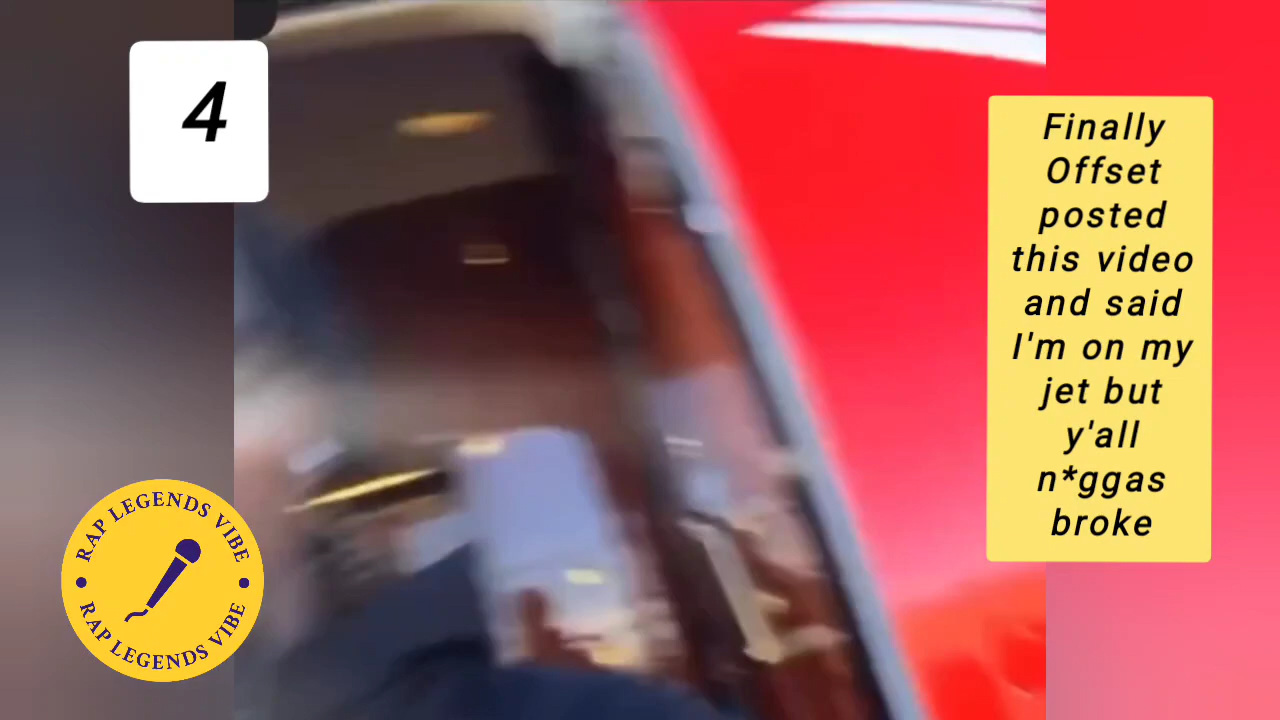 4
Finally
Offset
posted
this video
and said
I'm on my
jet but
y'all
n*ggas
broke
RAP LEGENDS VIBE
RAP LEGENDS VIBE